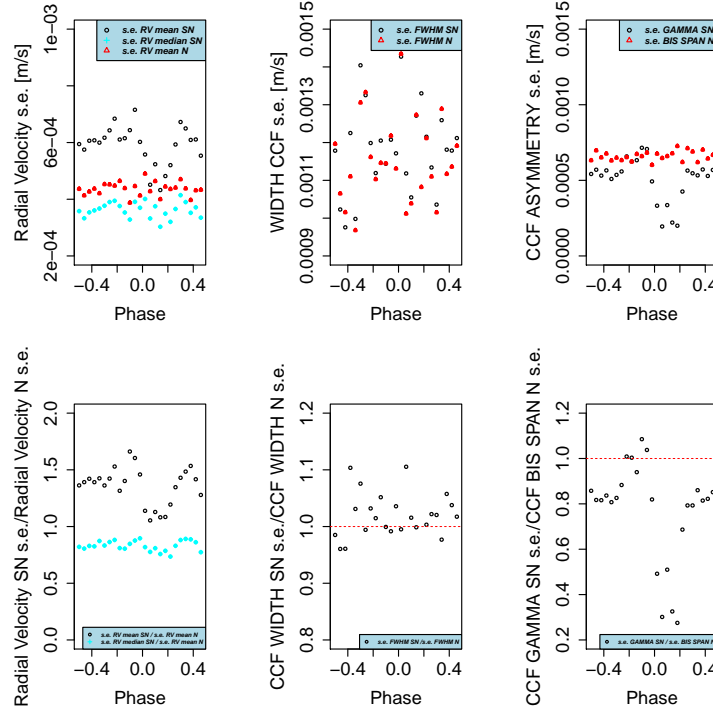 1e-03
6e-04
2e-04
Radial Velocity s.e. [m/s]
s.e. RV mean SN
s.e. RV median SN
s.e. RV mean N
-0.4 0.0 0.4
Phase
0.0015
0.0013
0.0011
0.0009
WIDTH CCF s.e. [m/s]
s.e. FWHM SN
s.e. FWHM N
-0.4 0.0 0.4
Phase
0.0015
0.0010
0.0005
0.0000
CCF ASYMMETRY s.e. [m/s]
s.e. GAMMA SN
s.e. BIS SPAN N
-0.4 0.0 0.4
Phase
2.0
1.5
1.0
0.5
0.0
Radial Velocity SN s.e./Radial Velocity N s.e.
s.e. RV mean SN / s.e. RV mean N
s.e. RV median SN / s.e. RV mean N
-0.4 0.0 0.4
Phase
1.2
1.1
1.0
0.9
0.8
CCF WIDTH SN s.e./CCF WIDTH N s.e.
s.e. FWHM SN / s.e. FWHM N
-0.4 0.0 0.4
Phase
1.2
1.0
0.8
0.6
0.4
0.2
CCF GAMMA SN s.e./CCF BIS SPAN N s.e.
s.e. GAMMA SN / s.e. BIS SPAN N
-0.4 0.0 0.4
Phase